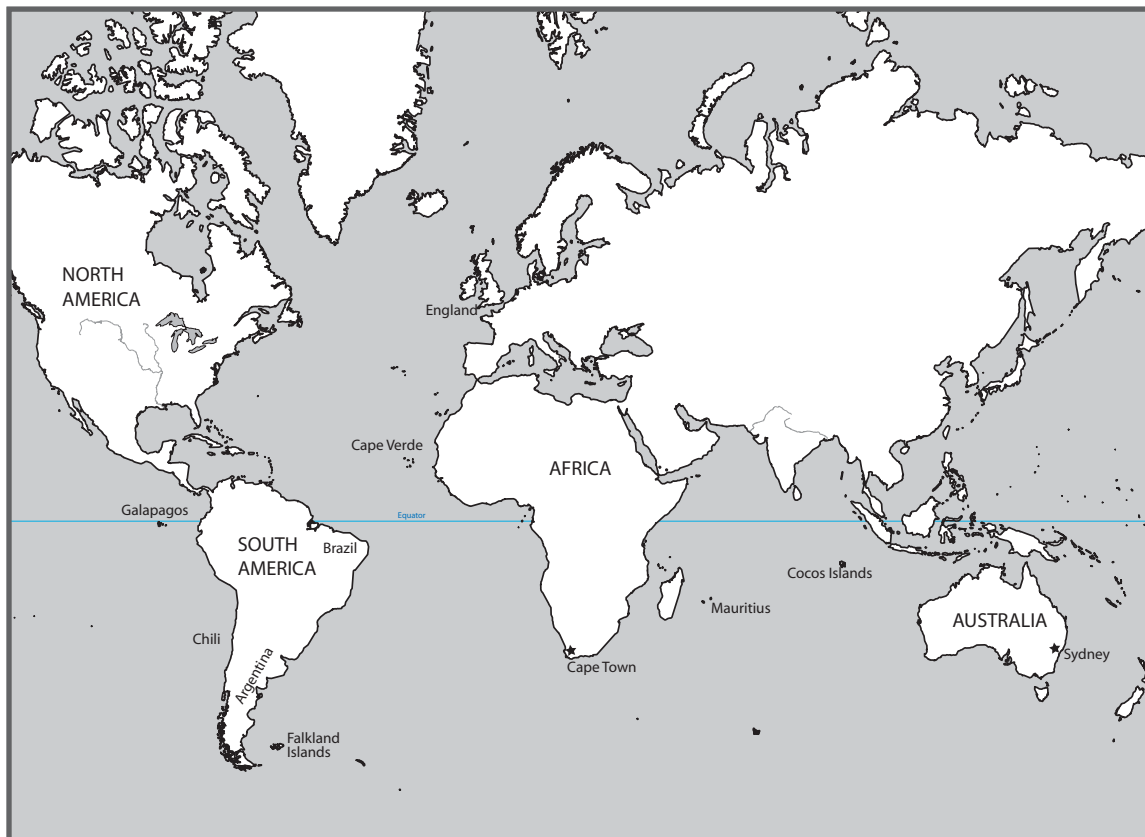 NORTH
AMERICA
England
Cape Verde
AFRICA
Galapagos
Equator
SOUTH
AMERICA
Brazil
Cocos Islands
Mauritius
AUSTRALIA
Chili
Sydney
Cape Town
Argentina
Falkland
Islands